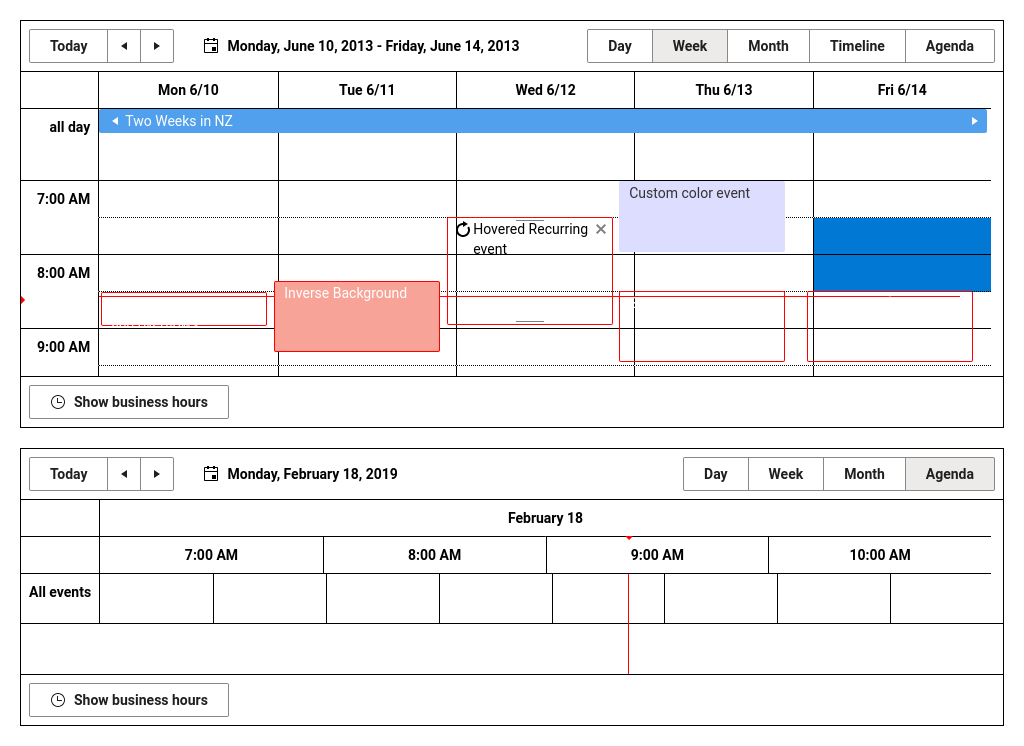 Today
Monday, June 10, 2013 - Friday, June 14, 2013
Day Week Month Timeline Agenda
Mon 6/10 Tue 6/11 Wed 6/12 Thu 6/13 Fri 6/14
all day
Two Weeks in NZ
7:00 AM
Custom color event
Hovered Recurring
event
8:00 AM
Inverse Background
9:00 AM
Show business hours
Today
Monday, February 18, 2019
Day Week Month Agenda
February 18
7:00 AM 8:00 AM 9:00 AM 10:00 AM
All events
Show business hours